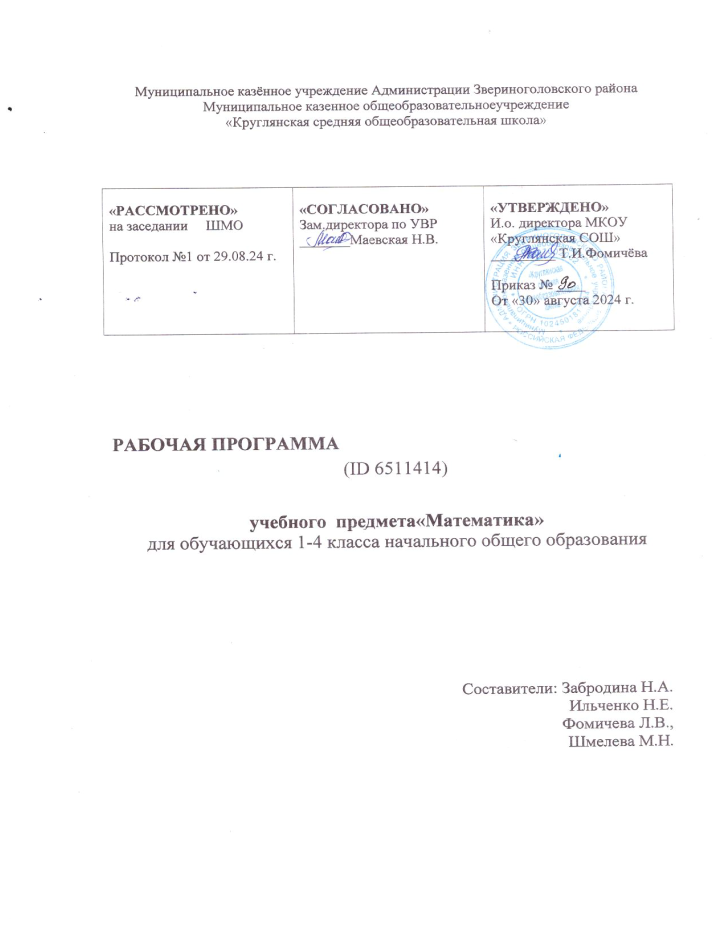 Муниципальное казённое учреждение Администрации Звериноголовского района
Муниципальное казенное общеобразовательноеучреждение
«Круглянская средняя общеобразовательная школа»
«РАССМОТРЕНО»
на заседании ШМО
Протокол №1 от 29.08.24 г.
«СОГЛАСОВАНО»
Зам.директора по УВР
Маевская Н.В.
«УТВЕРЖДЕНО»
И.о. директора МКОУ
«Круглянская СОШ»
Т.И.Фомичёва
Приказ № 90
От «30» августа 2024 г.
РАБОЧАЯ ПРОГРАММА
(ID 6511414)
учебного предмета«Математика»
для обучающихся 1-4 класса начального общего образования
Составители: Забродина Н.А.
Ильченко Н.Е.
Фомичева Л.В.,
Шмелева М.Н.